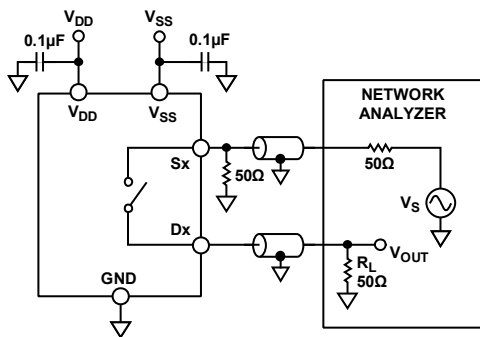 VDD
VSS
0.1µF
0.1µF
VDD
VSS
NETWORK
ANALYZER
Sx
50Ω
50Ω
VS
Dx
VOUT
RL
50Ω
GND